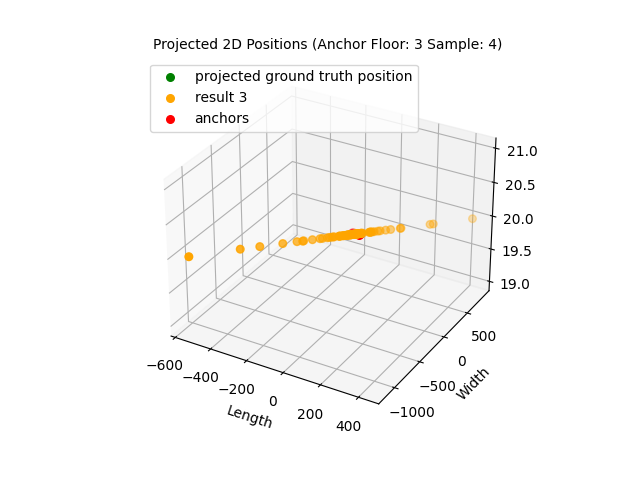 Projected 2D Positions (Anchor Floor: 3 Sample: 4)
projected ground truth position
result 3
anchors
21.0
20.5
20.0
19.5
19.0
−600
−400
−200
0
200
400
Length
−1000
−500
0
500
Width